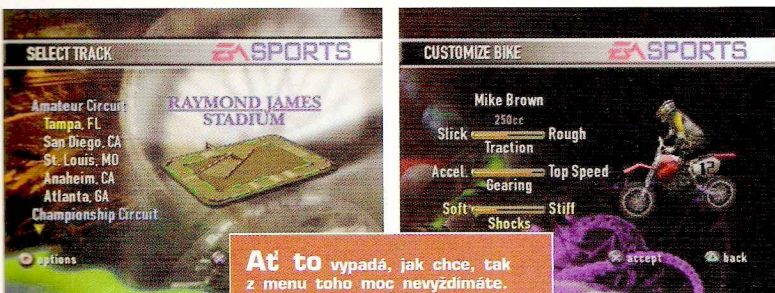 SELECT TRACK
EA SPORTS
Amateur Circuit
Tampa, FL
San Diego, CA
St. Louis, MO
Anaheim, CA
Atlanta, GA
Championship Circuit
RAYMOND JAMES
STADIUM
options
CUSTOMIZE BIKE
EA SPORTS
Mike Brown
250cc
Slick Rough
Traction
Accel. Top Speed
Gearing
Soft Stiff
Shocks
12
accept
back
Ať to vypadá, jak chce, tak
z menu toho moc nevyždímáte.